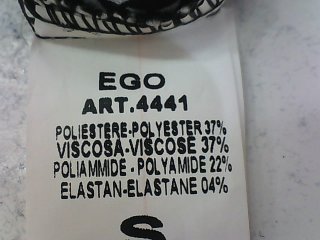 EGO
ART.4441
POLIESTERE-POLYESTER 37%
VISCOSA-VISCOSE 37%
POLIAMMIDE - POLYAMIDE 22%
ELASTAN-ELASTANE 04%
S